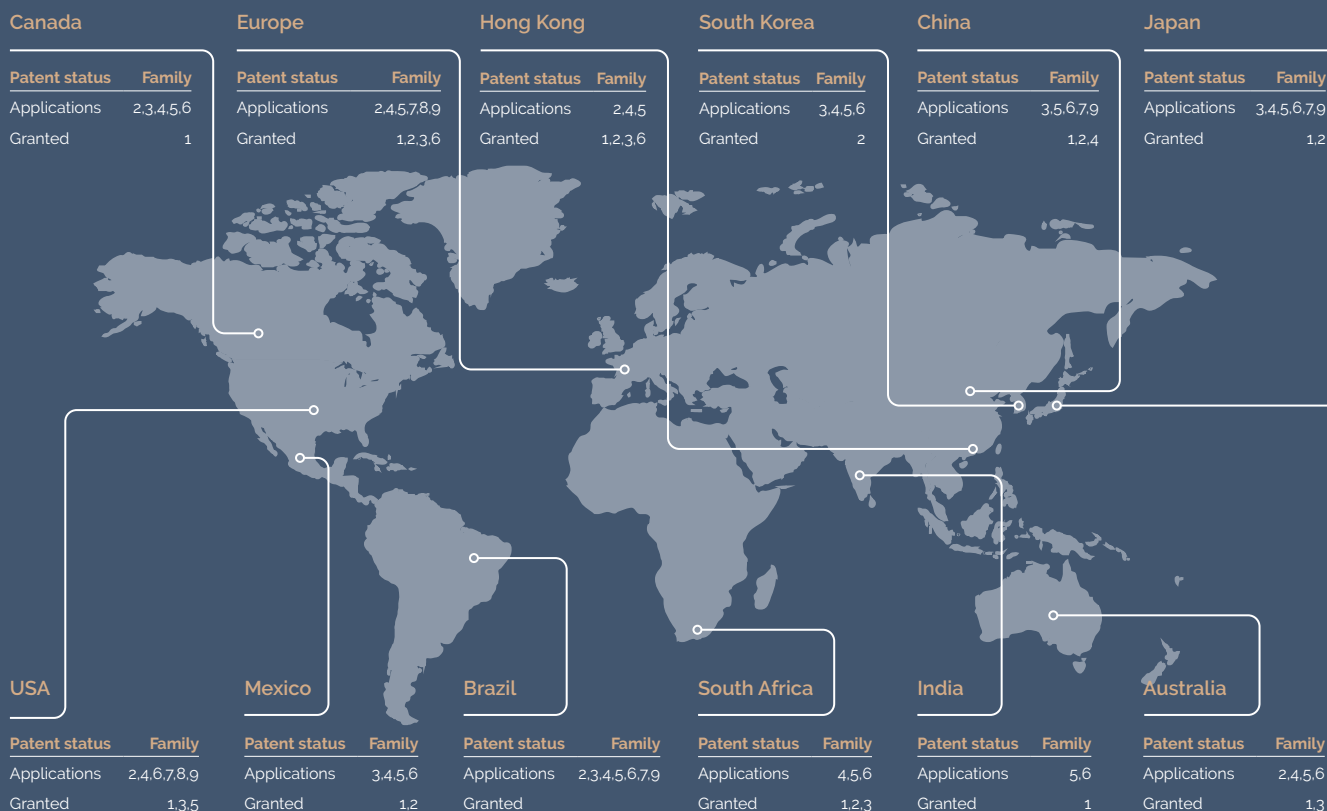 Canada Europe Hong Kong South Korea China Japan
Patent status Family Patent status Family Patent status Family Patent status Family Patent status Family Patent status Family
Applications 2,3,4,5,6 Applications 2,4,5,7,8,9 Applications 2,4,5 Applications 3,4,5,6 Applications 3,5,6,7,9 Applications 3,4,5,6,7,9
Granted 1 Granted 1,2,3,6 Granted 1,2,3,6 Granted 2 Granted 1,2,4 Granted 1,2
USA Mexico Brazil South Africa India Australia
Patent status Family Patent status Family Patent status Family Patent status Family Patent status Family Patent status Family
Applications 2,4,6,7,8,9 Applications 3,4,5,6 Applications 2,3,4,5,6,7,9 Applications 4,5,6 Applications 5,6 Applications 2,4,5,6
Granted 1,3,5 Granted 1,2 Granted Granted 1,2,3 Granted 1 Granted 1,3